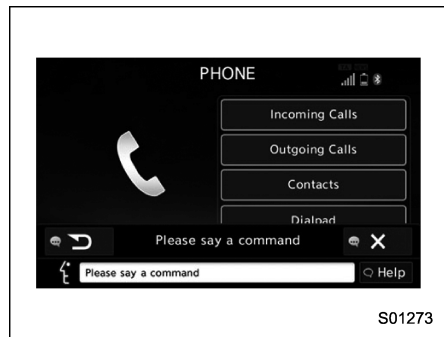 PHONE
Incoming Calls
Outgoing Calls
Contacts
Dialpad
Please say a command
Please say a command
Help
S01273